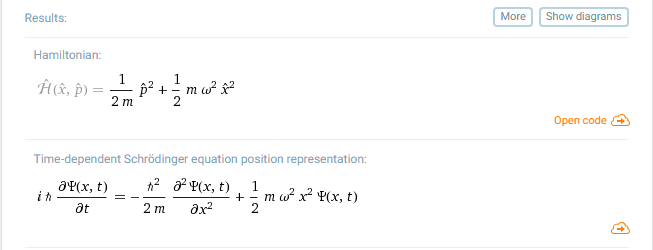 Results:
More
Show diagrams
Hamiltonian:
ℋ̂(x̂, p̂) = 1/(2 m) p̂² + 1/2 m ω² x̂²
Open code
Time-dependent Schrödinger equation position representation:
i ℏ ∂Ψ(x, t)/∂t = − ℏ²/(2 m) ∂²Ψ(x, t)/∂x² + 1/2 m ω² x² Ψ(x, t)